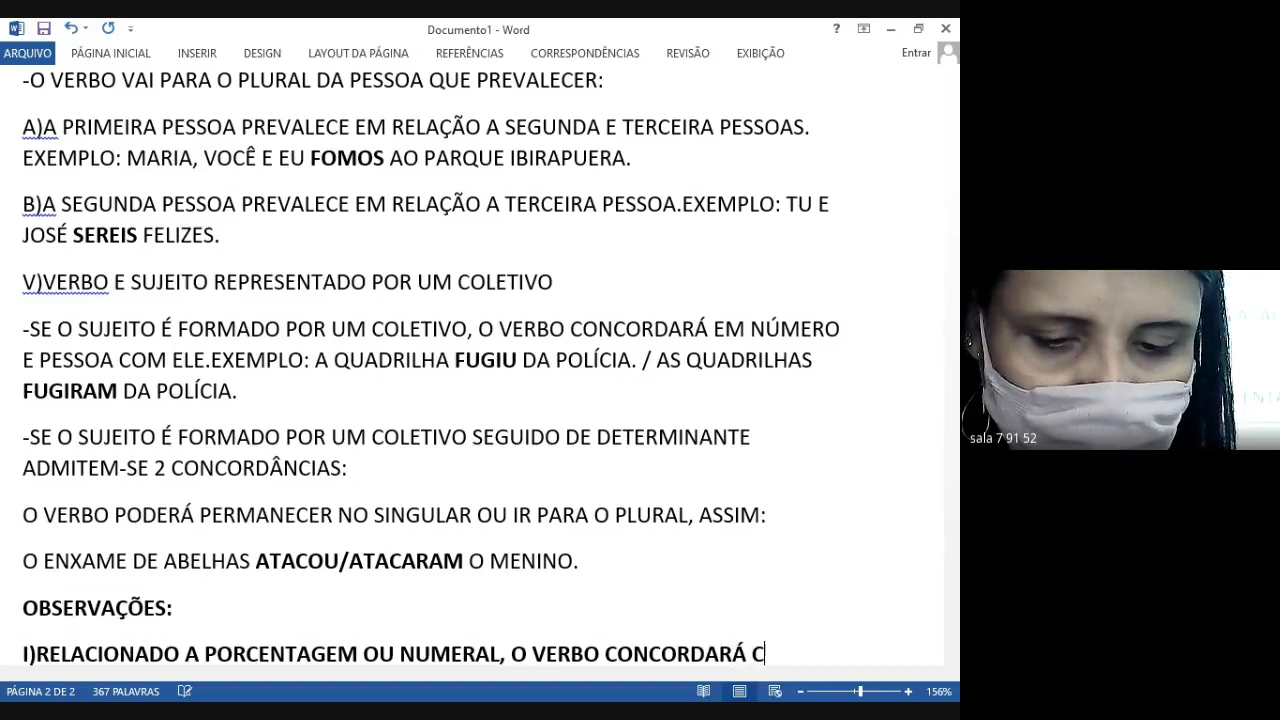 Documento1 - Word
?
ARQUIVO PÁGINA INICIAL INSERIR DESIGN LAYOUT DA PÁGINA REFERÊNCIAS CORRESPONDÊNCIAS REVISÃO EXIBIÇÃO Entrar
-O VERBO VAI PARA O PLURAL DA PESSOA QUE PREVALECER:
A)A PRIMEIRA PESSOA PREVALECE EM RELAÇÃO A SEGUNDA E TERCEIRA PESSOAS.
EXEMPLO: MARIA, VOCÊ E EU FOMOS AO PARQUE IBIRAPUERA.
B)A SEGUNDA PESSOA PREVALECE EM RELAÇÃO A TERCEIRA PESSOA.EXEMPLO: TU E
JOSÉ SEREIS FELIZES.
V)VERBO E SUJEITO REPRESENTADO POR UM COLETIVO
-SE O SUJEITO É FORMADO POR UM COLETIVO, O VERBO CONCORDARÁ EM NÚMERO
E PESSOA COM ELE.EXEMPLO: A QUADRILHA FUGIU DA POLÍCIA. / AS QUADRILHAS
FUGIRAM DA POLÍCIA.
-SE O SUJEITO É FORMADO POR UM COLETIVO SEGUIDO DE DETERMINANTE
ADMITEM-SE 2 CONCORDÂNCIAS:
O VERBO PODERÁ PERMANECER NO SINGULAR OU IR PARA O PLURAL, ASSIM:
O ENXAME DE ABELHAS ATACOU/ATACARAM O MENINO.
OBSERVAÇÕES:
I)RELACIONADO A PORCENTAGEM OU NUMERAL, O VERBO CONCORDARÁ C
PÁGINA 2 DE 2 367 PALAVRAS 156%
sala 7 91 52